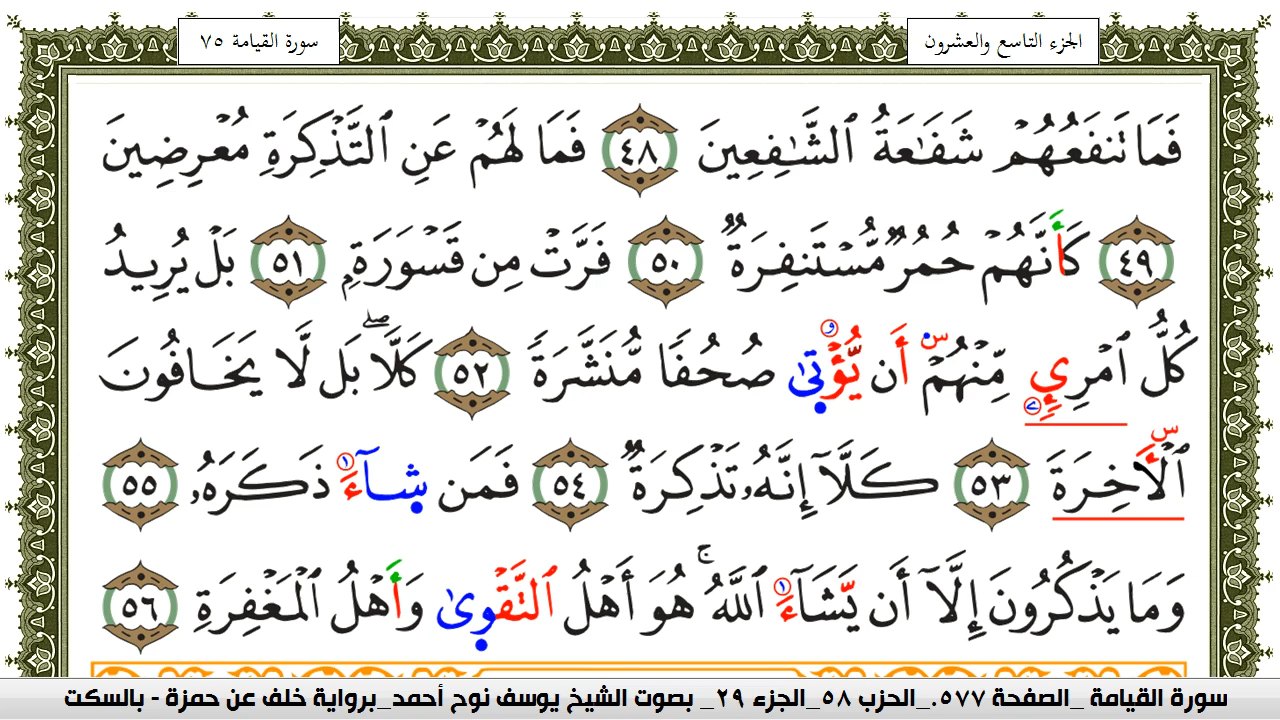 الجزء التاسع والعشرون
سورة القيامة ٧٥
فَمَا تَنفَعُهُمْ شَفَٰعَةُ ٱلشَّٰفِعِينَ ٤٨ فَمَا لَهُمْ عَنِ ٱلتَّذْكِرَةِ مُعْرِضِينَ
٤٩ كَأَنَّهُمْ حُمُرٌ مُّسْتَنفِرَةٌ ٥٠ فَرَّتْ مِن قَسْوَرَةٍ ٥١ بَلْ يُرِيدُ
كُلُّ ٱمْرِيٍٕ مِّنْهُمْ أَن يُؤْتىٰ صُحُفًا مُّنَشَّرَةً ٥٢ كَلَّاۖ بَل لَّا يَخَافُونَ
ٱلْأَخِرَةَ ٥٣ كَلَّآ إِنَّهُۥ تَذْكِرَةٌ ٥٤ فَمَن شَآءَ ذَكَرَهُۥ ٥٥
وَمَا يَذْكُرُونَ إِلَّآ أَن يَّشَآءَ ٱللَّهُۚ هُوَ أَهْلُ ٱلتَّقْوىٰ وَأَهْلُ ٱلْمَغْفِرَةِ ٥٦
سورة القيامة _الصفحة ٥٧٧._الحزب ٥٨_الجزء ٢٩_ بصوت الشيخ يوسف نوح أحمد_برواية خلف عن حمزة - بالسكت